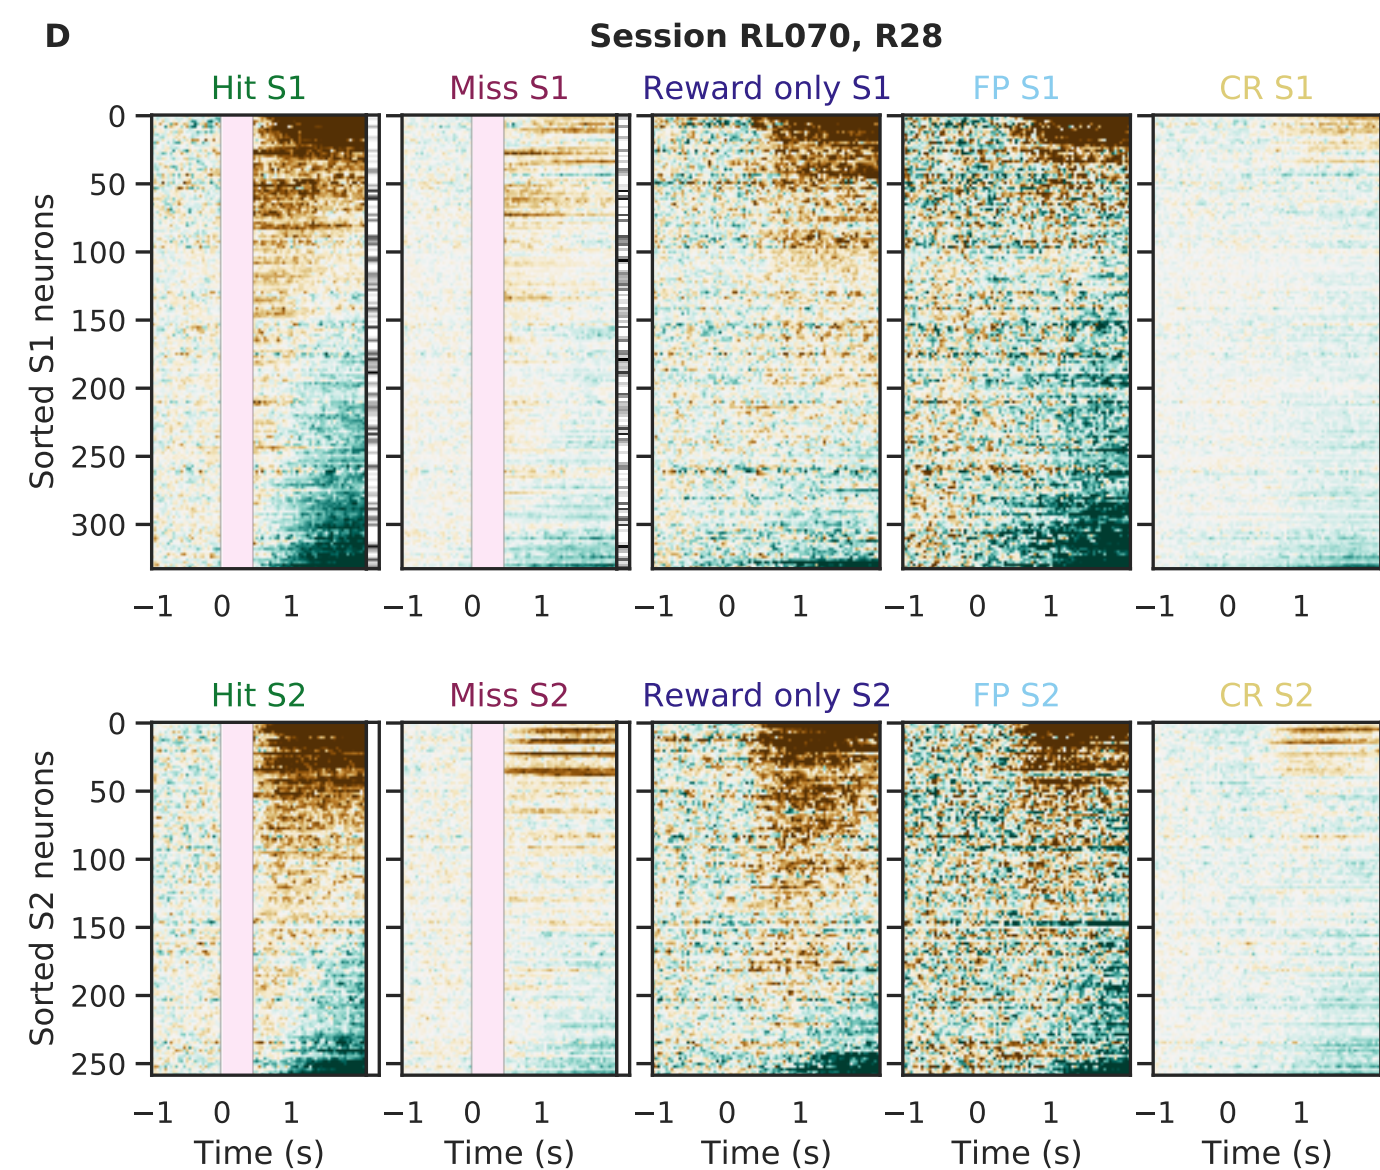 D
Session RL070, R28
Hit S1 Miss S1 Reward only S1 FP S1 CR S1
Sorted S1 neurons
0
50
100
150
200
250
300
−1 0 1 −1 0 1 −1 0 1 −1 0 1 −1 0 1
Hit S2 Miss S2 Reward only S2 FP S2 CR S2
Sorted S2 neurons
0
50
100
150
200
250
−1 0 1 −1 0 1 −1 0 1 −1 0 1 −1 0 1
Time (s) Time (s) Time (s) Time (s) Time (s)